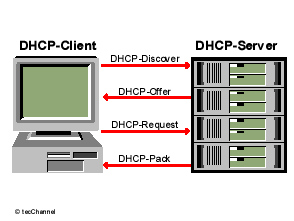 DHCP-Client
DHCP-Server
DHCP-Discover
DHCP-Offer
DHCP-Request
DHCP-Pack
© tecChannel